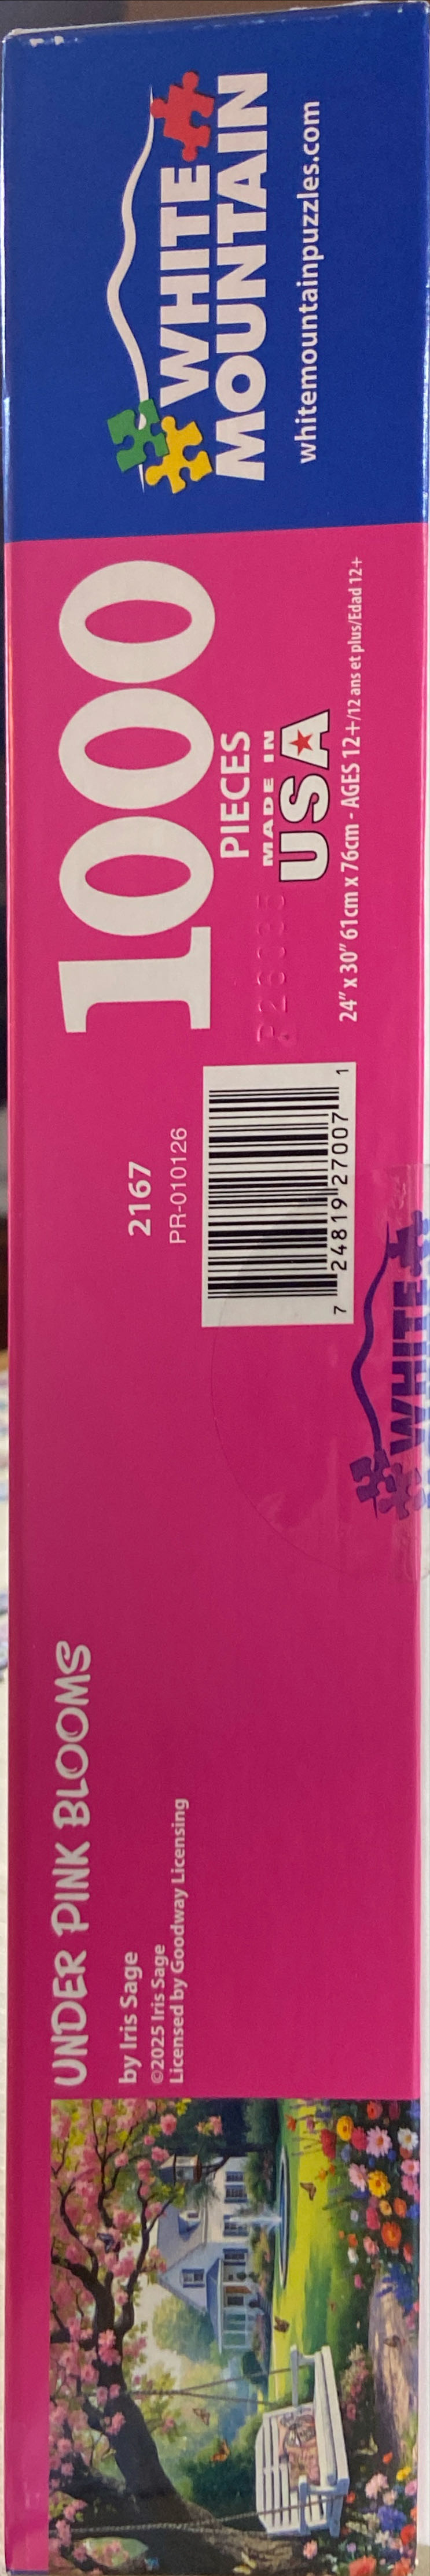 UNDER PINK BLOOMS
by Iris Sage
©2025 Iris Sage
Licensed by Goodway Licensing
WHITE
2167
PR-010126
7 24819 27007 1
1000
PIECES
MADE IN
USA
24" x 30" 61cm x 76cm - AGES 12+/12 ans et plus/Edad 12+
WHITE
MOUNTAIN
whitemountainpuzzles.com